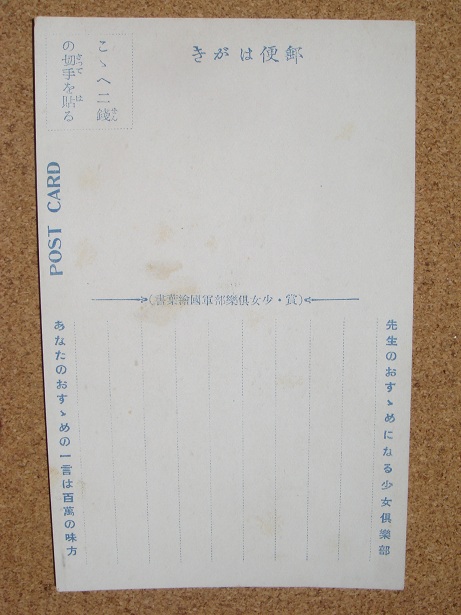 郵便はがき
こゝへ二錢
の切手を貼る
POST CARD
(賞・少女倶樂部軍國繪葉書)
先生のおすゝめになる少女倶樂部
あなたのおすゝめの一言は百萬の味方